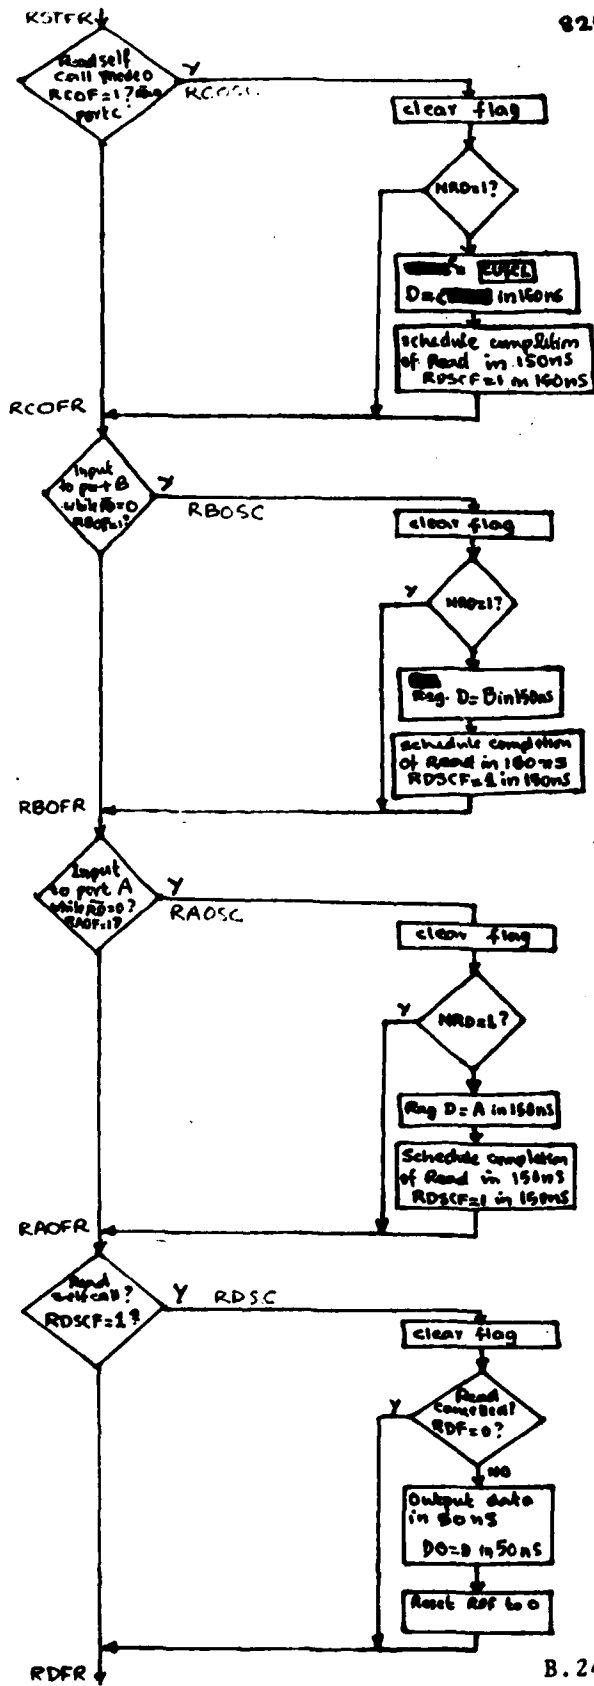 RSTFR
825
Read self
call mode 0
RCOF=1?
port C
Y
RCOSC
clear flag
NRD=1?
D= in 150nS
schedule completion
of Read in 150nS
RDSCF=1 in 150nS
RCOFR
Input
to port B
while RD=0
RBOF=1?
Y
RBOSC
clear flag
Y
NRD=1?
Reg. D= B in 150ns
schedule completion
of Read in 150ns
RDSCF=1 in 150nS
RBOFR
Input
to port A
while RD=0?
RAOF=1?
Y
RAOSC
clear flag
Y
NRD=1?
Reg D= A in 150nS
Schedule completion
of Read in 150nS
RDSCF=1 in 150nS
RAOFR
Read
self call?
RDSCF=1?
Y RDSC
clear flag
Y
Read
cancelled?
RDF=0?
NO
Output data
in 50nS
DO=D in 50nS
Reset RDF to 0
RDFR
B.24